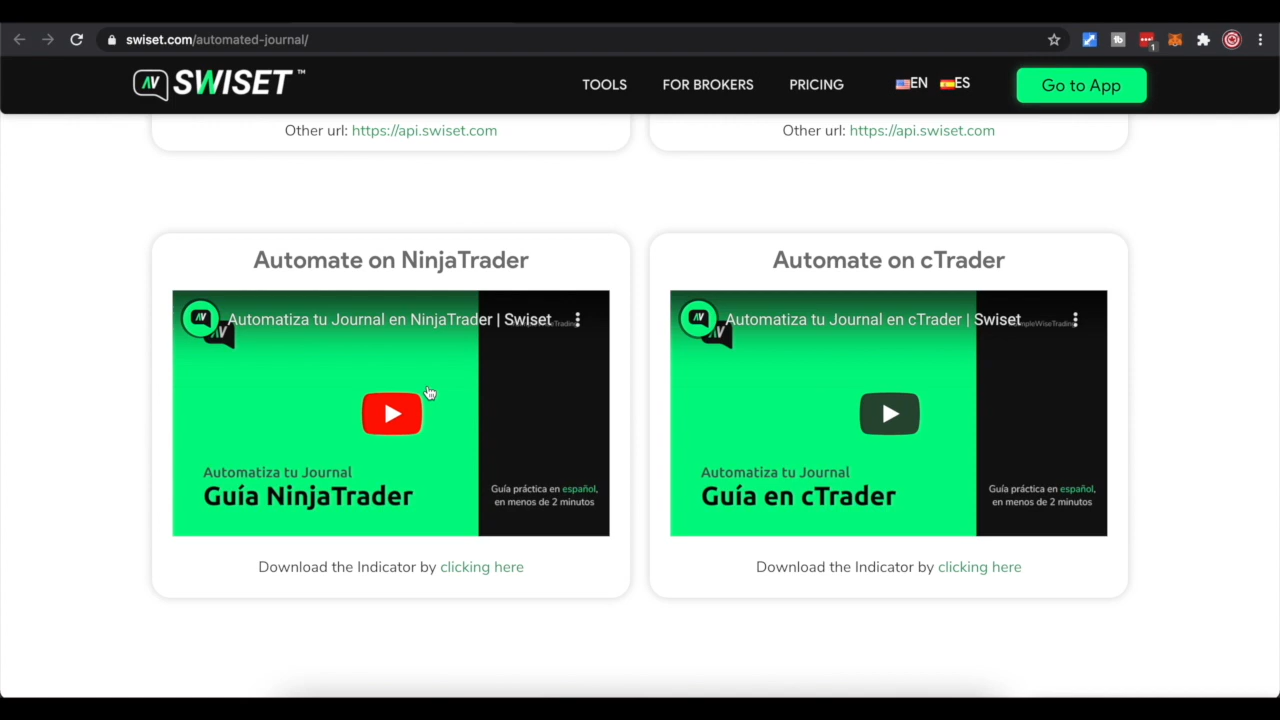 swiset.com/automated-journal/
1
SWISET™
TOOLS
FOR BROKERS
PRICING
EN
ES
Go to App
Other url: https://api.swiset.com
Other url: https://api.swiset.com
Automate on NinjaTrader
Automatiza tu Journal en NinjaTrader | Swiset
Automatiza tu Journal
Guía NinjaTrader
Guía práctica en español,
en menos de 2 minutos
Download the Indicator by clicking here
Automate on cTrader
Automatiza tu Journal en cTrader | Swiset
Automatiza tu Journal
Guía en cTrader
Guía práctica en español,
en menos de 2 minutos
Download the Indicator by clicking here